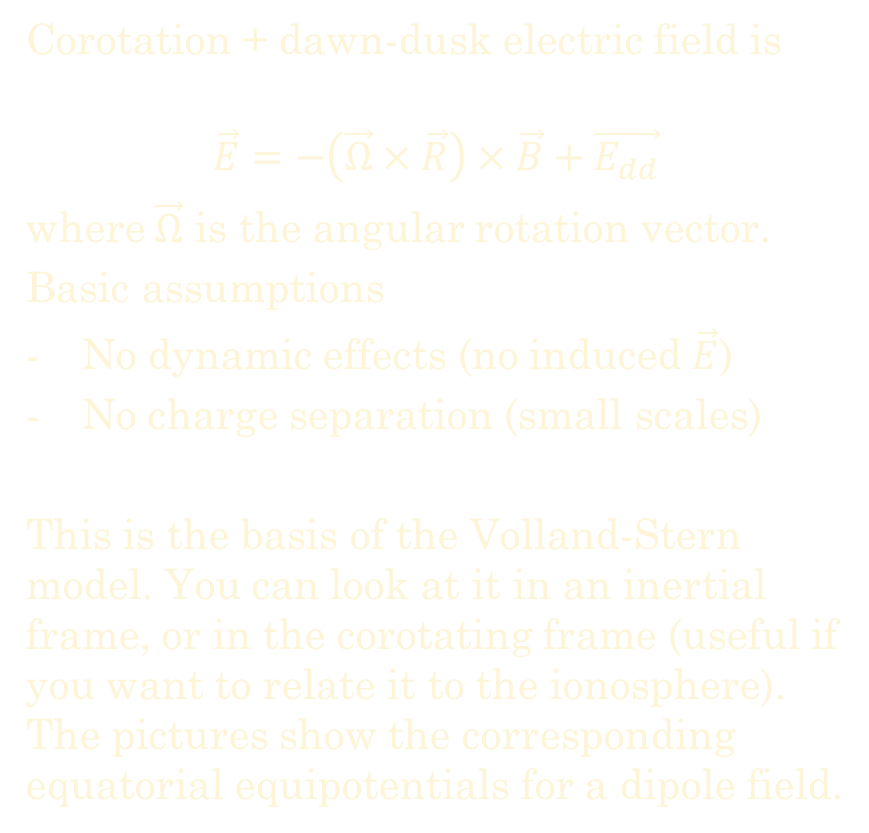 Corotation + dawn-dusk electric field is
$\vec{E} = -(\vec{\Omega} \times \vec{R}) \times \vec{B} + \overrightarrow{E_{dd}}$
where $\vec{\Omega}$ is the angular rotation vector.
Basic assumptions
- No dynamic effects (no induced $\vec{E}$)
- No charge separation (small scales)
This is the basis of the Volland-Stern
model. You can look at it in an inertial
frame, or in the corotating frame (useful if
you want to relate it to the ionosphere).
The pictures show the corresponding
equatorial equipotentials for a dipole field.